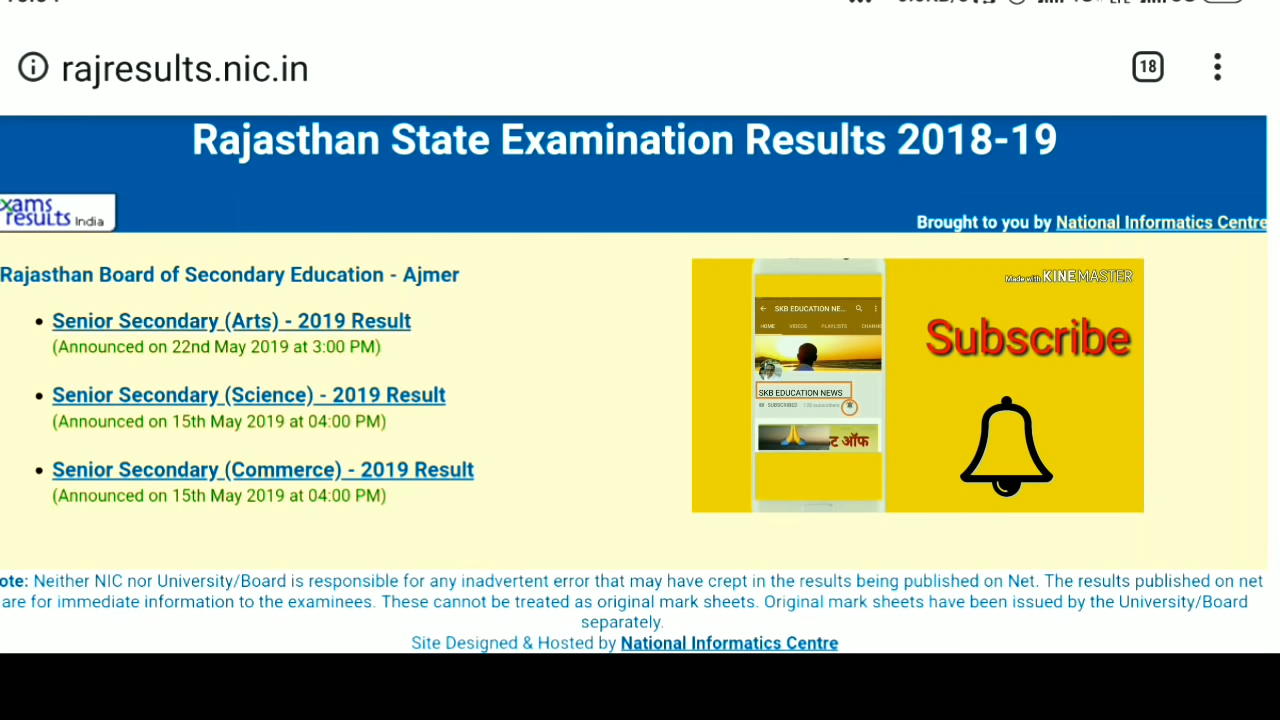 rajresults.nic.in
18
Rajasthan State Examination Results 2018-19
xams
results India
Brought to you by National Informatics Centre
Rajasthan Board of Secondary Education - Ajmer
Senior Secondary (Arts) - 2019 Result
(Announced on 22nd May 2019 at 3:00 PM)
Senior Secondary (Science) - 2019 Result
(Announced on 15th May 2019 at 04:00 PM)
Senior Secondary (Commerce) - 2019 Result
(Announced on 15th May 2019 at 04:00 PM)
Made with KINEMASTER
SKB EDUCATION NE...
HOME VIDEOS PLAYLISTS CHANNE
Subscribe
SKB EDUCATION NEWS
SUBSCRIBED
ट ऑफ
ote: Neither NIC nor University/Board is responsible for any inadvertent error that may have crept in the results being published on Net. The results published on net
are for immediate information to the examinees. These cannot be treated as original mark sheets. Original mark sheets have been issued by the University/Board
separately.
Site Designed & Hosted by National Informatics Centre